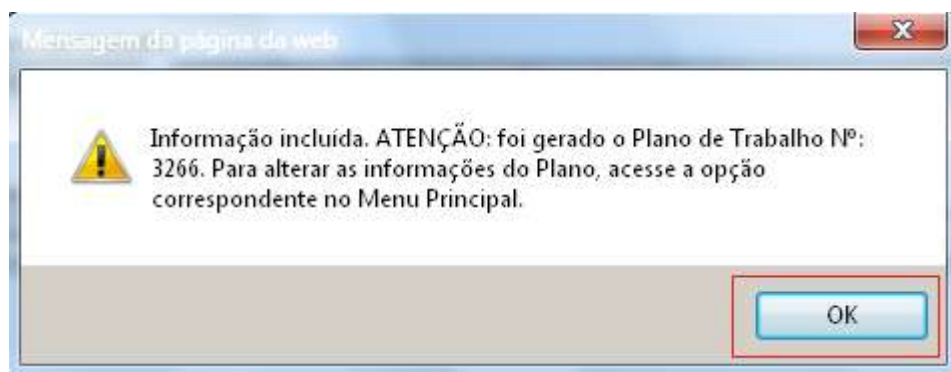 Mensagem da página da web
Informação incluída. ATENÇÃO: foi gerado o Plano de Trabalho Nº:
3266. Para alterar as informações do Plano, acesse a opção
correspondente no Menu Principal.
OK